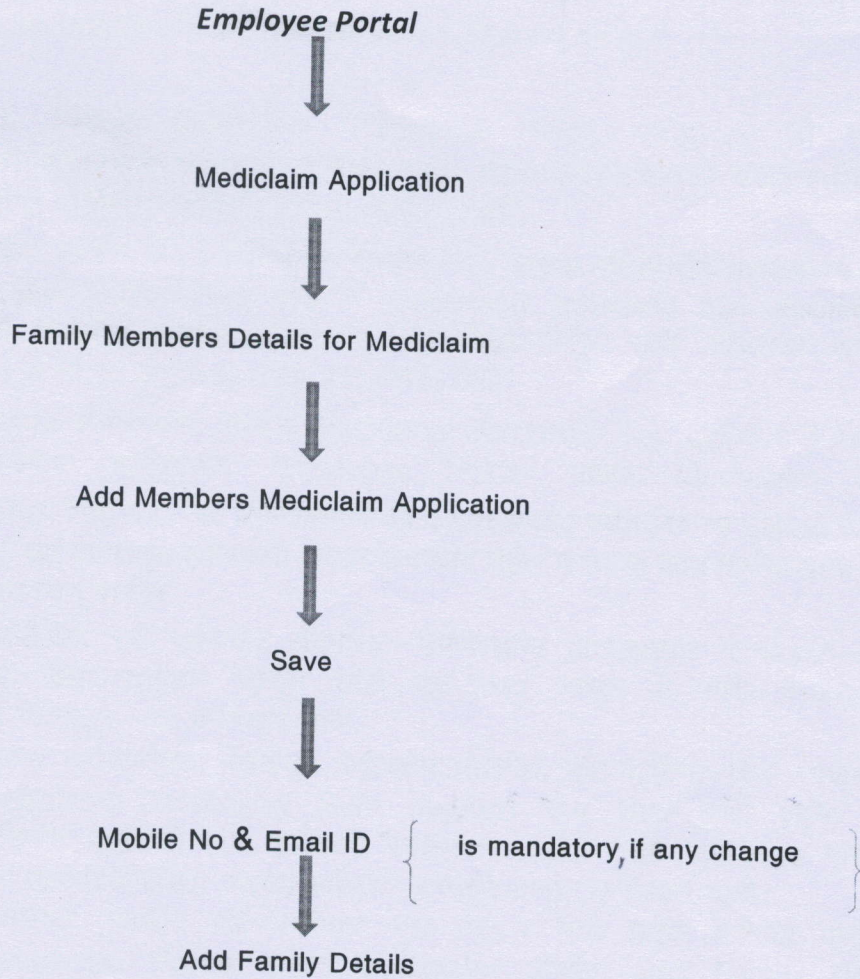 Employee Portal
Mediclaim Application
Family Members Details for Mediclaim
Add Members Mediclaim Application
Save
Mobile No & Email ID { is mandatory, if any change }
Add Family Details